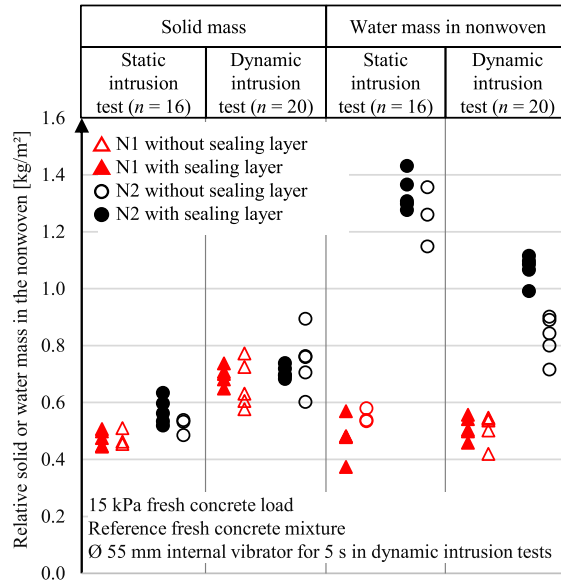 Solid mass
Water mass in nonwoven
Static intrusion test (n = 16)
Dynamic intrusion test (n = 20)
Static intrusion test (n = 16)
Dynamic intrusion test (n = 20)
Relative solid or water mass in the nonwoven [kg/m²]
1.6
1.4
1.2
1.0
0.8
0.6
0.4
0.2
0.0
N1 without sealing layer
N1 with sealing layer
N2 without sealing layer
N2 with sealing layer
15 kPa fresh concrete load
Reference fresh concrete mixture
Ø 55 mm internal vibrator for 5 s in dynamic intrusion tests